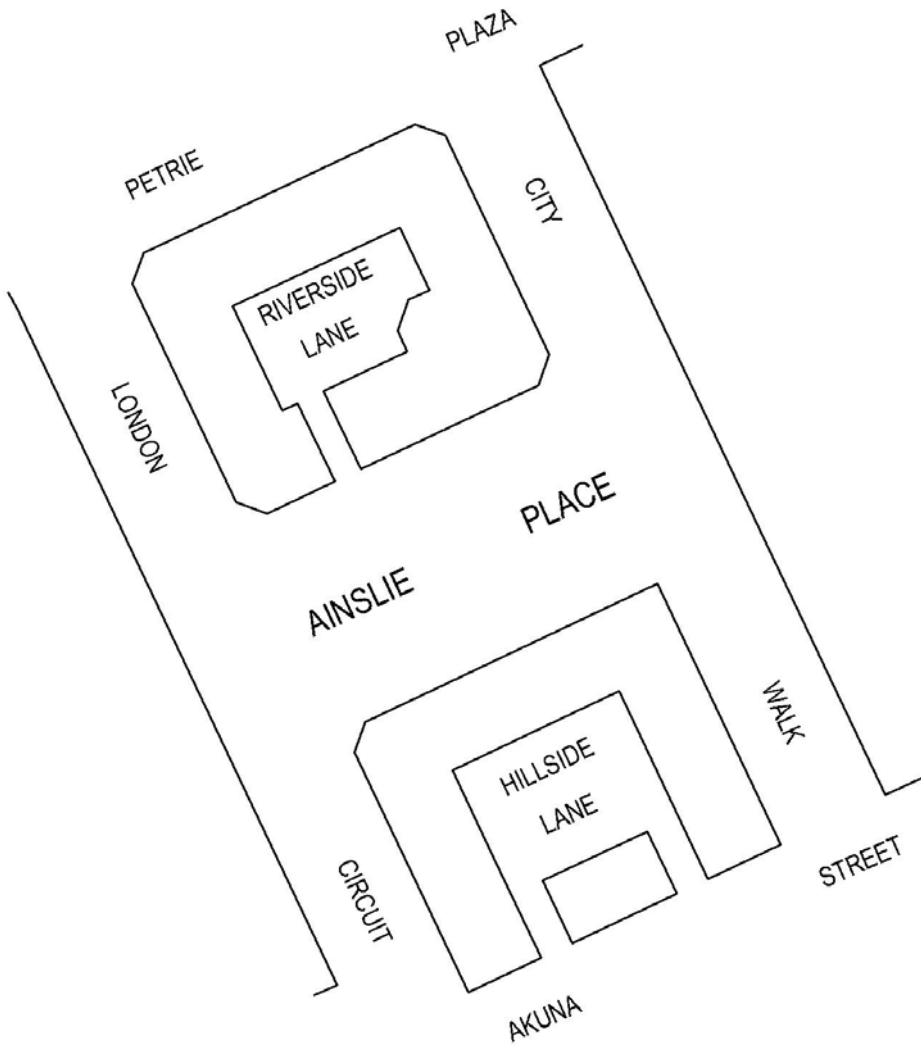 PLAZA
PETRIE
CITY
RIVERSIDE
LANE
LONDON
PLACE
AINSLIE
WALK
HILLSIDE
LANE
STREET
CIRCUIT
AKUNA